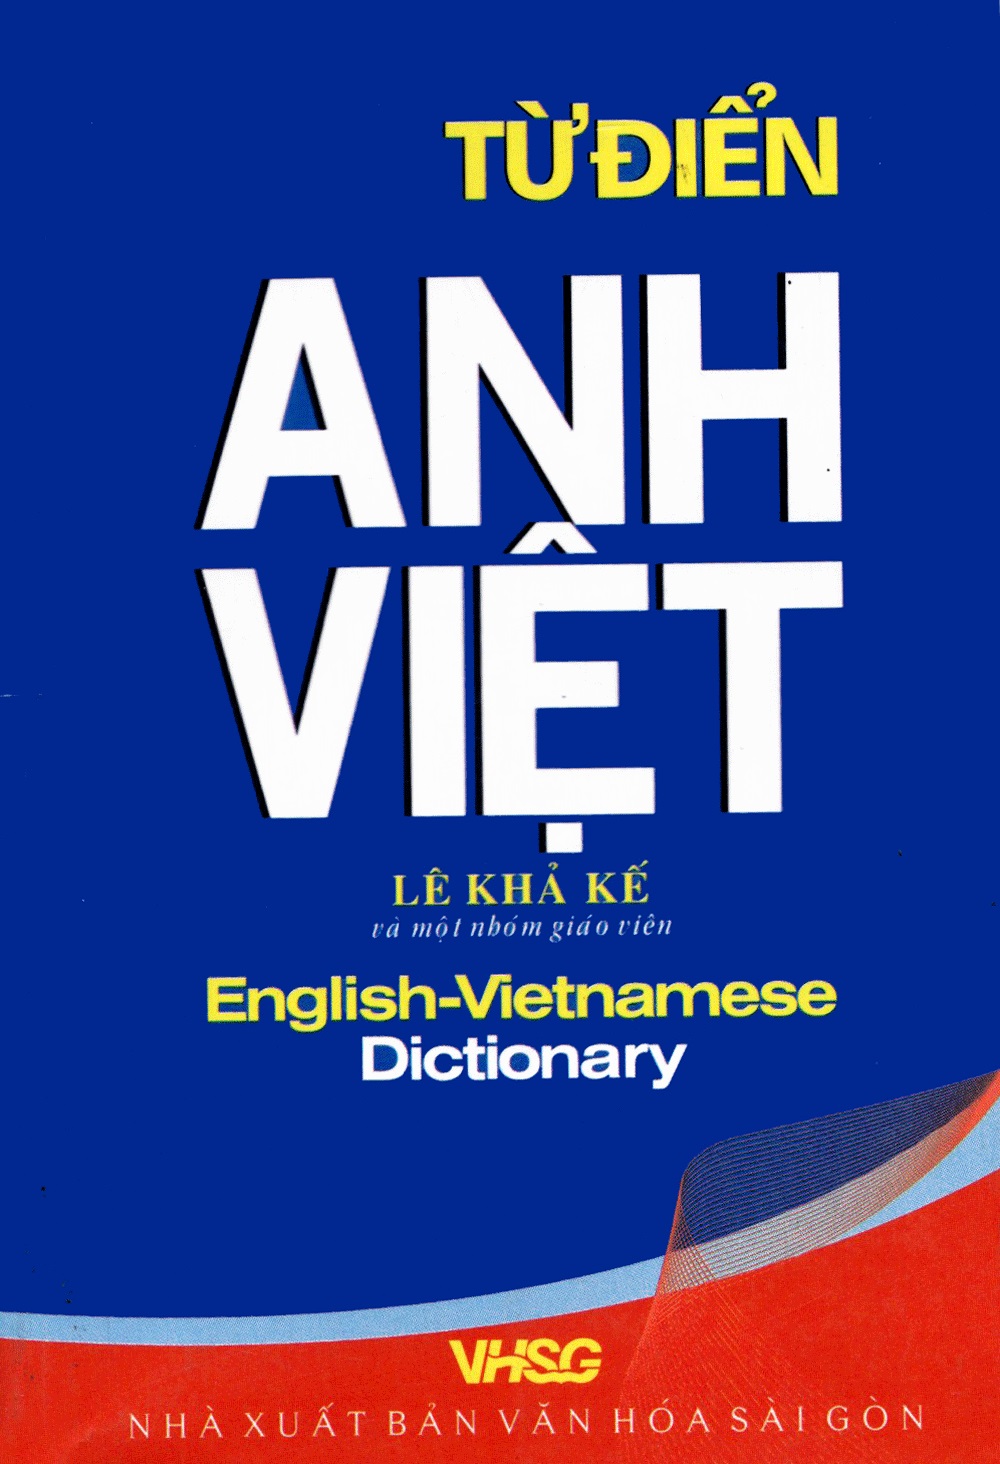 TỪ ĐIỂN
ANH
VIỆT
LÊ KHẢ KẾ
và một nhóm giáo viên
English-Vietnamese
Dictionary
VHSG
NHÀ XUẤT BẢN VĂN HÓA SÀI GÒN